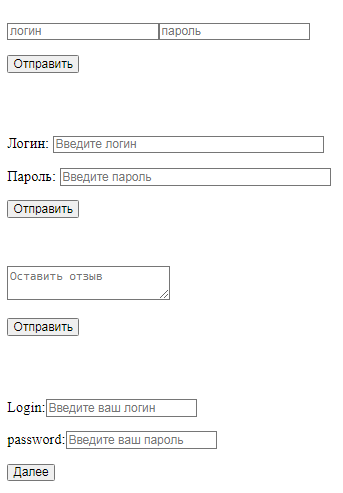 логин пароль
Отправить
Логин: Введите логин
Пароль: Введите пароль
Отправить
Оставить отзыв
Отправить
Login: Введите ваш логин
password: Введите ваш пароль
Далее